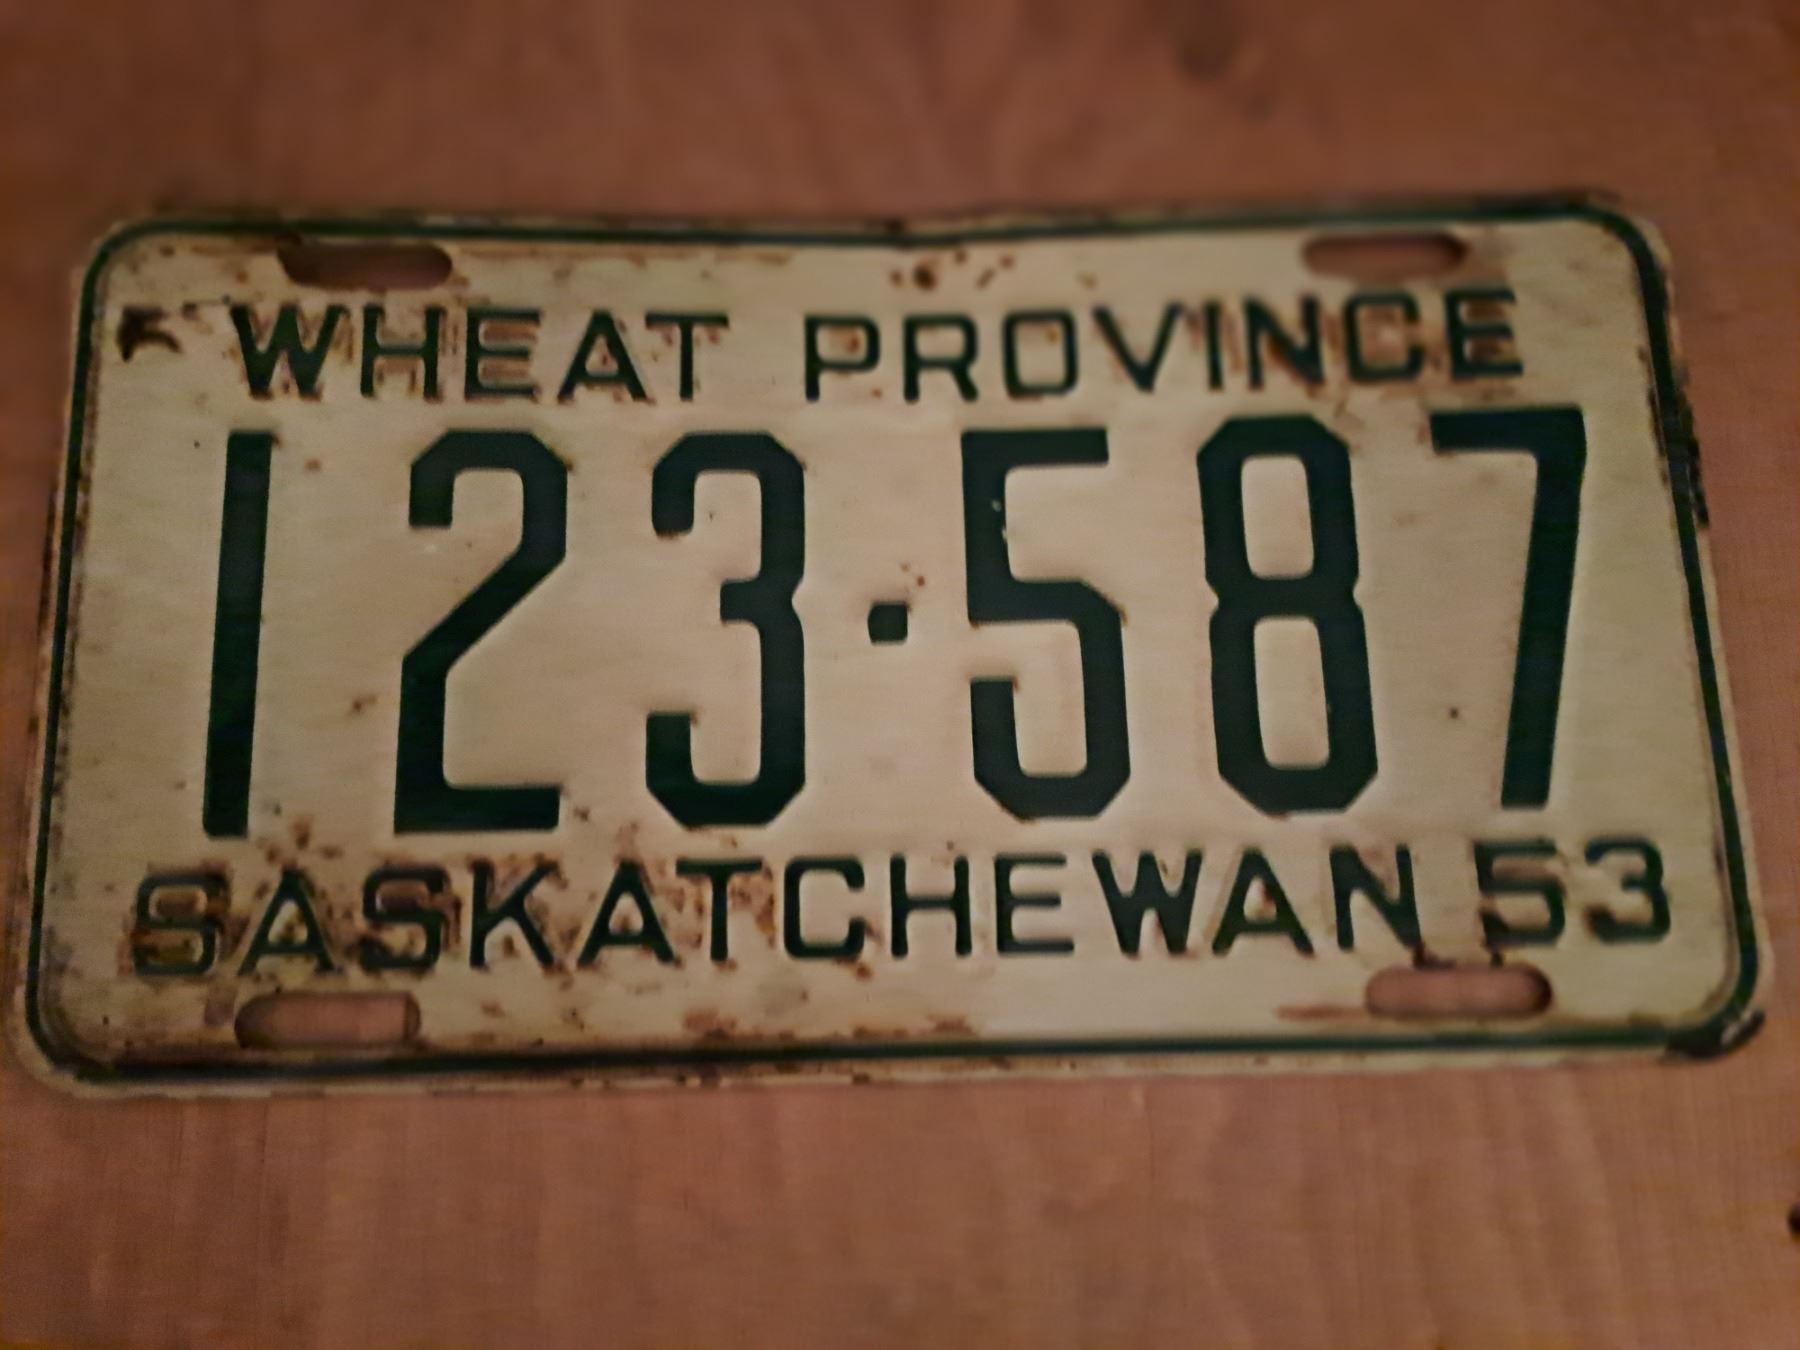 WHEAT PROVINCE
123·587
SASKATCHEWAN 53